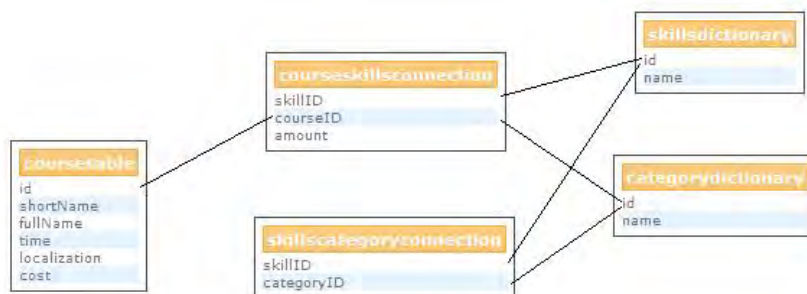 skillsdictionary
id
name
courseskillsconnection
skillID
courseID
amount
coursetable
id
shortName
fullName
time
localization
cost
categorydictionary
id
name
skillscategoryconnection
skillID
categoryID